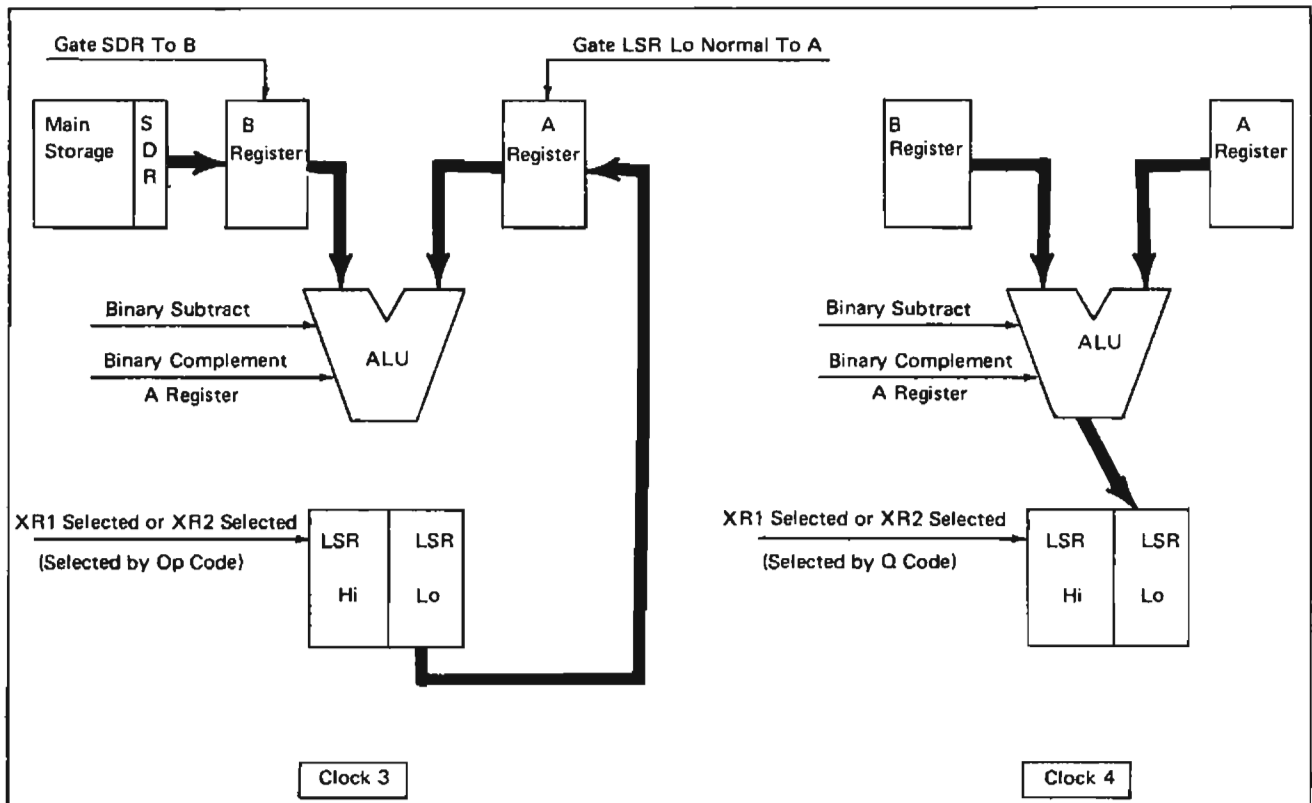 Gate SDR To B
Gate LSR Lo Normal To A
Main
Storage
S
D
R
B
Register
A
Register
Binary Subtract
Binary Complement
A Register
ALU
XR1 Selected or XR2 Selected
(Selected by Op Code)
LSR
Hi
LSR
Lo
Clock 3
B
Register
A
Register
Binary Subtract
Binary Complement
A Register
ALU
XR1 Selected or XR2 Selected
(Selected by Q Code)
LSR
Hi
LSR
Lo
Clock 4